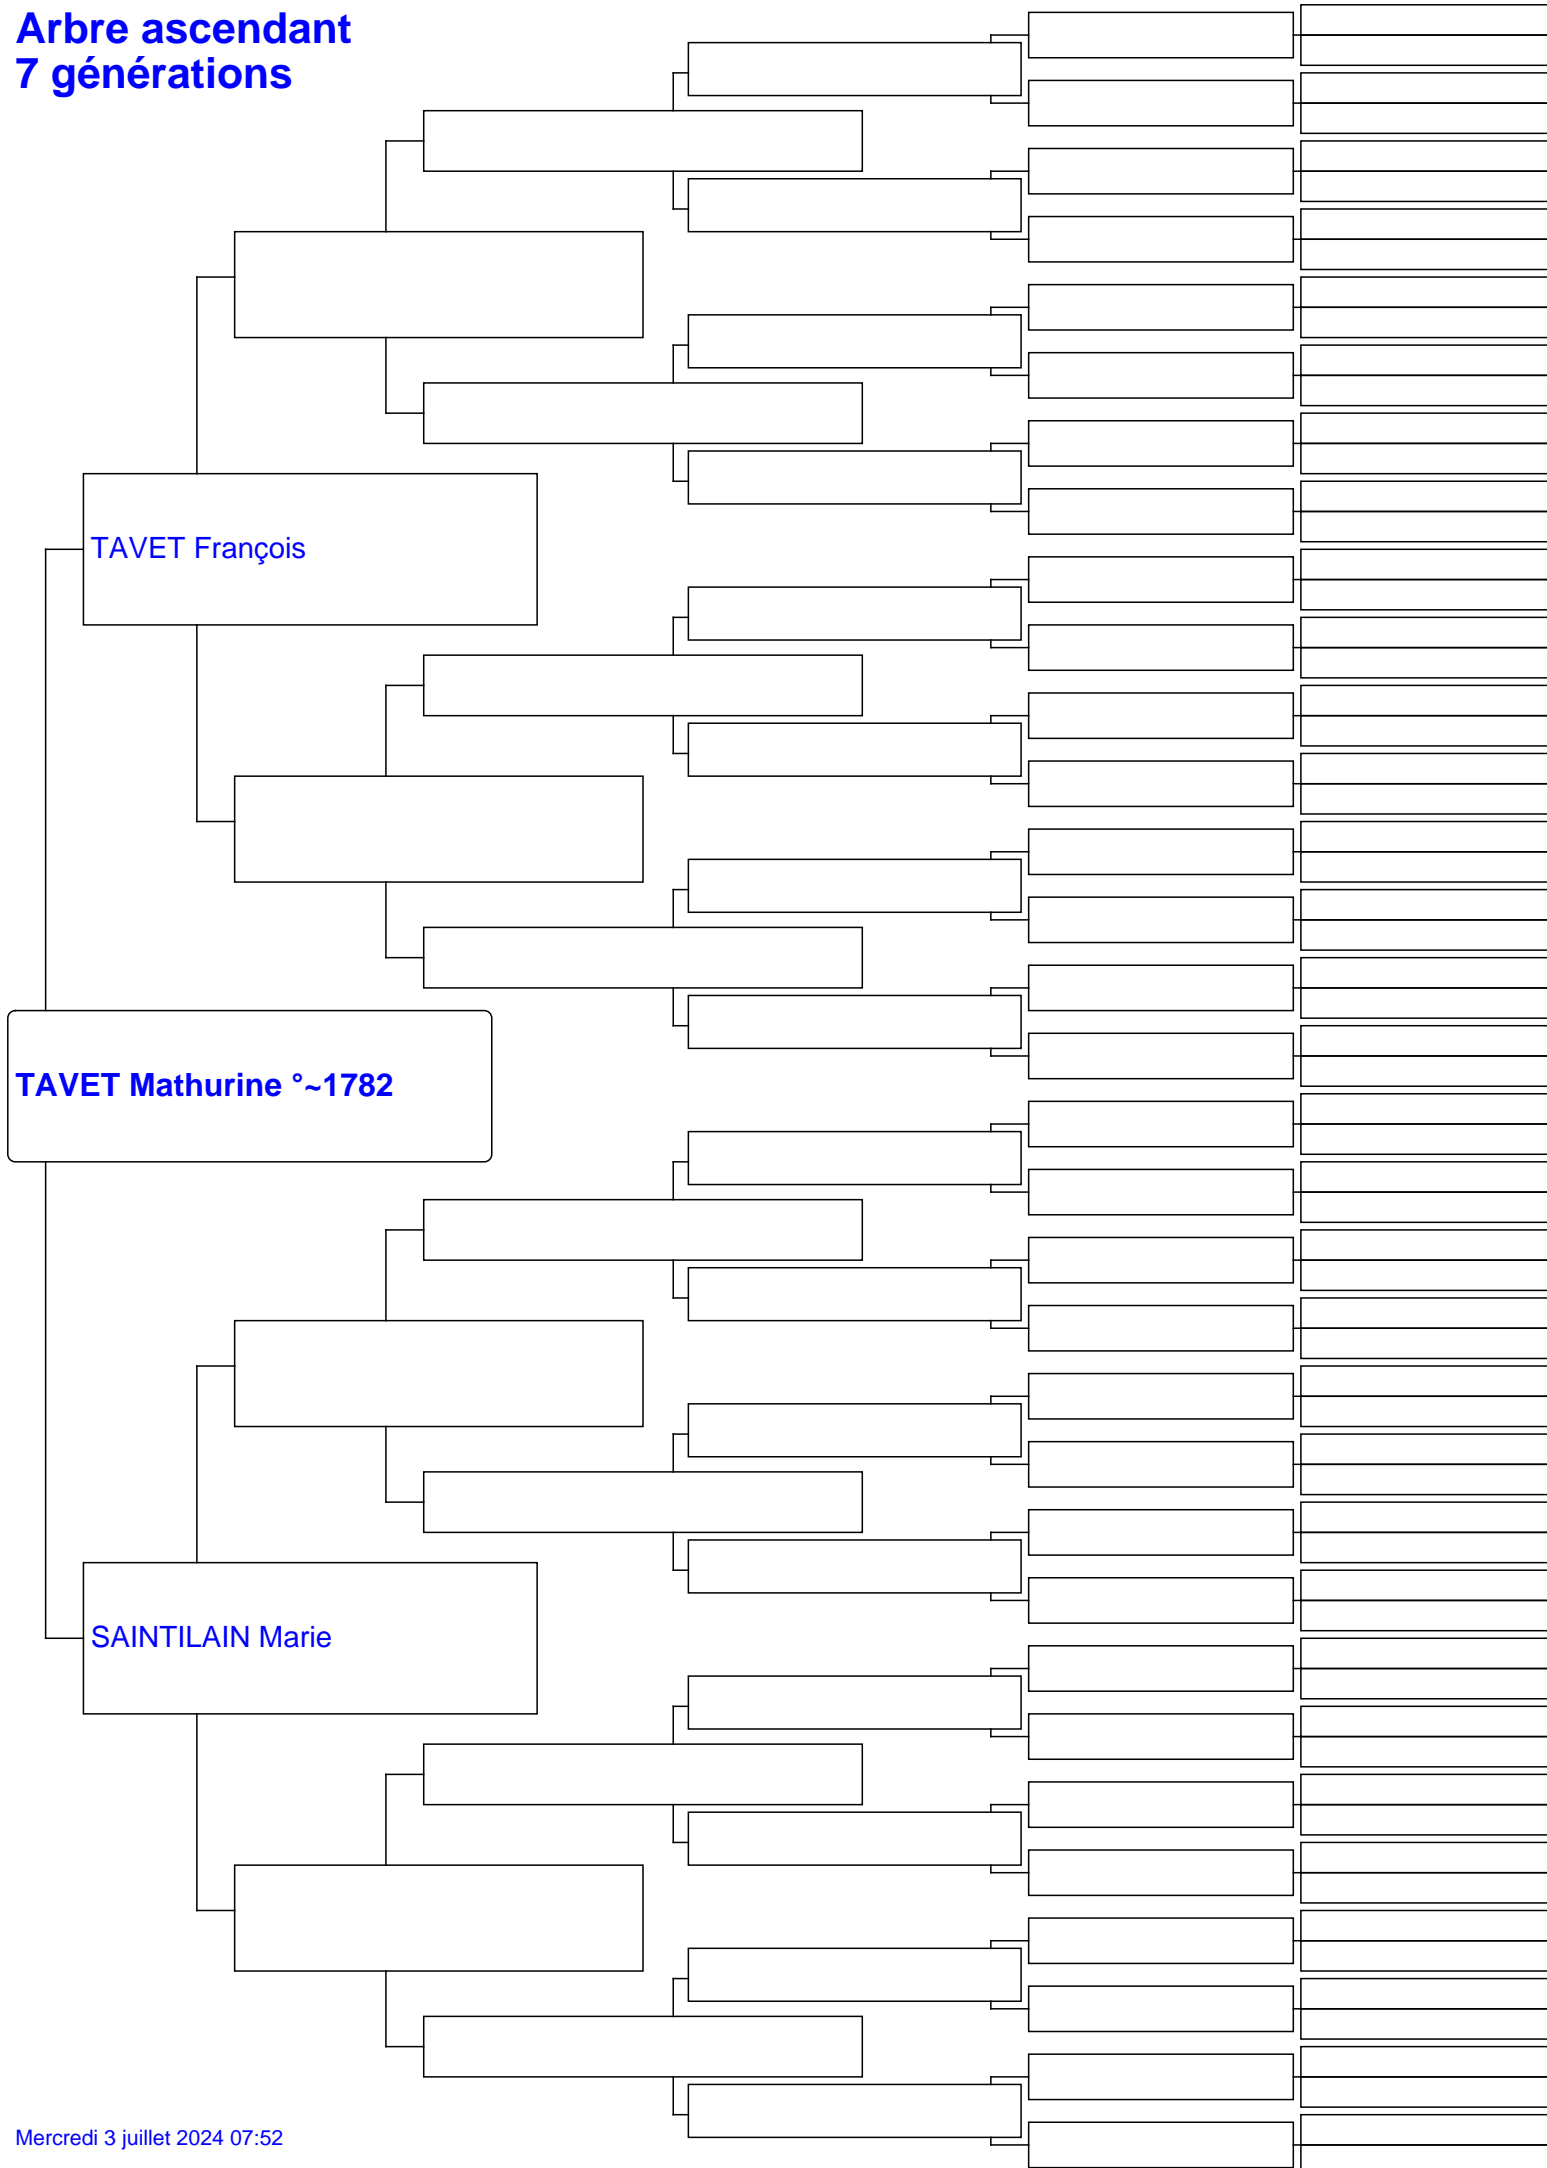 Arbre ascendant
7 générations
TAVET François
TAVET Mathurine °~1782
SAINTILAIN Marie
Mercredi 3 juillet 2024 07:52